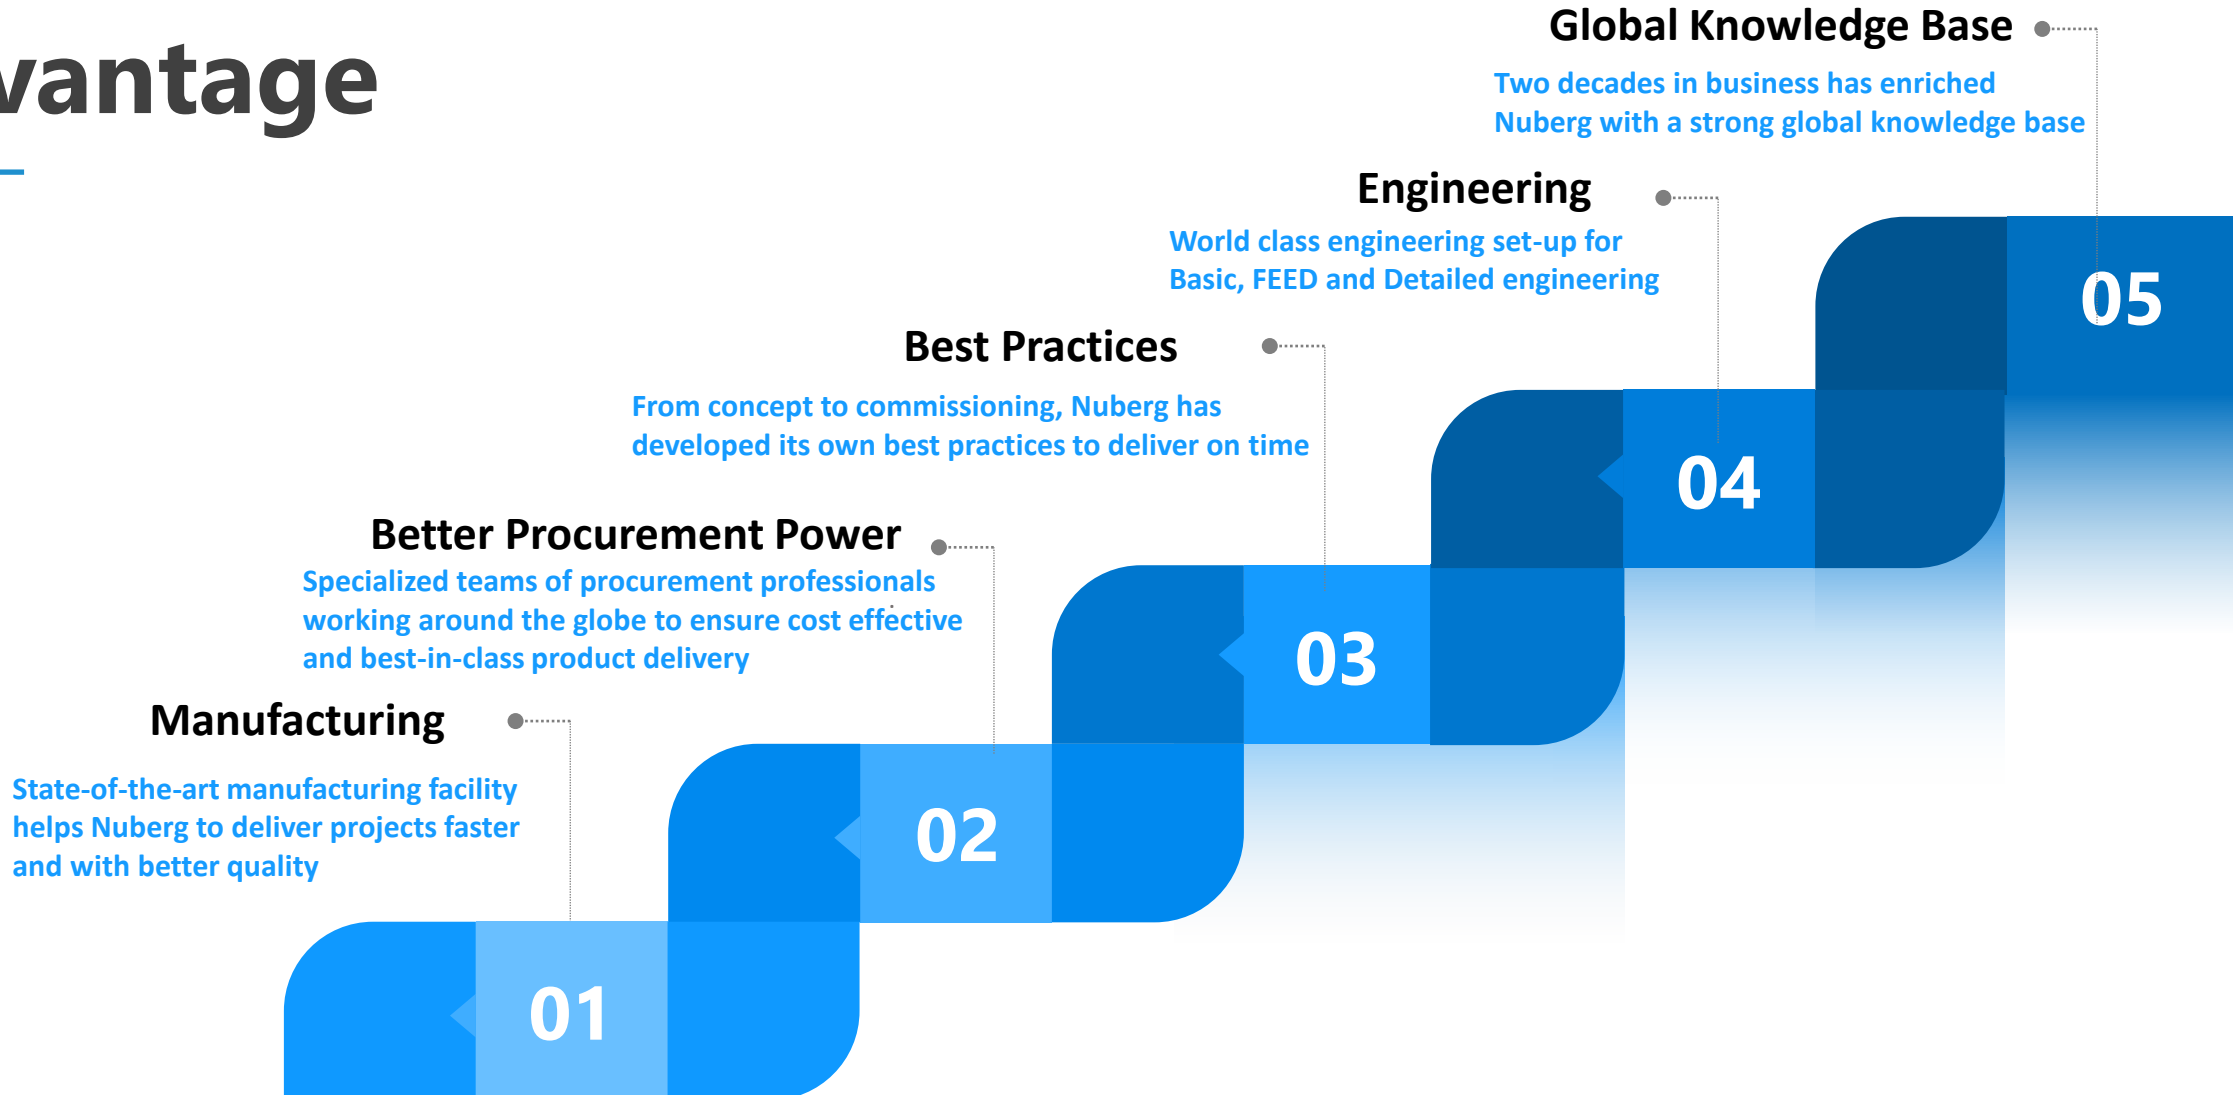 vantage
Global Knowledge Base
Two decades in business has enriched
Nuberg with a strong global knowledge base
Engineering
World class engineering set-up for
Basic, FEED and Detailed engineering
05
Best Practices
From concept to commissioning, Nuberg has
developed its own best practices to deliver on time
04
Better Procurement Power
Specialized teams of procurement professionals
working around the globe to ensure cost effective
and best-in-class product delivery
03
Manufacturing
State-of-the-art manufacturing facility
helps Nuberg to deliver projects faster
and with better quality
02
01